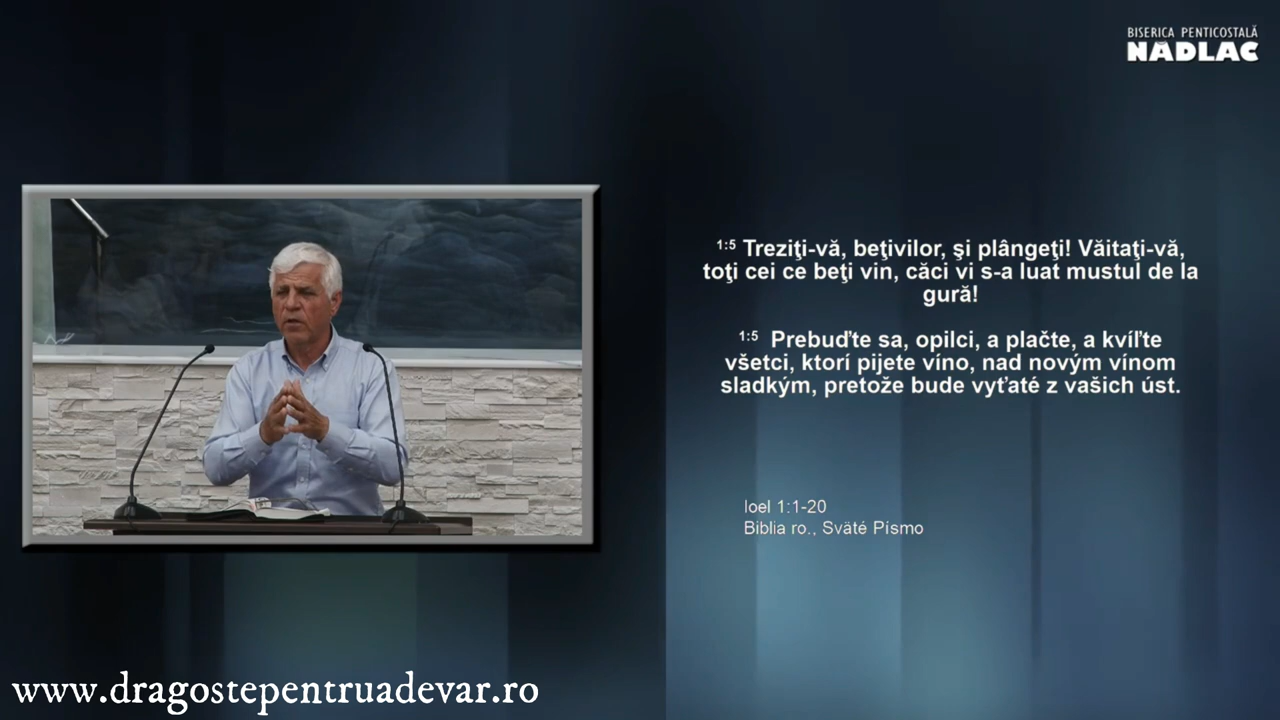 BISERICA PENTICOSTALĂ
NĂDLAC
1:5 Treziţi-vă, beţivilor, şi plângeţi! Văitaţi-vă,
toţi cei ce beţi vin, căci vi s-a luat mustul de la
gură!
1:5 Prebuďte sa, opilci, a plačte, a kvíľte
všetci, ktorí pijete víno, nad novým vínom
sladkým, pretože bude vyťaté z vašich úst.
Ioel 1:1-20
Biblia ro., Sväté Písmo
www.dragostepentruadevar.ro